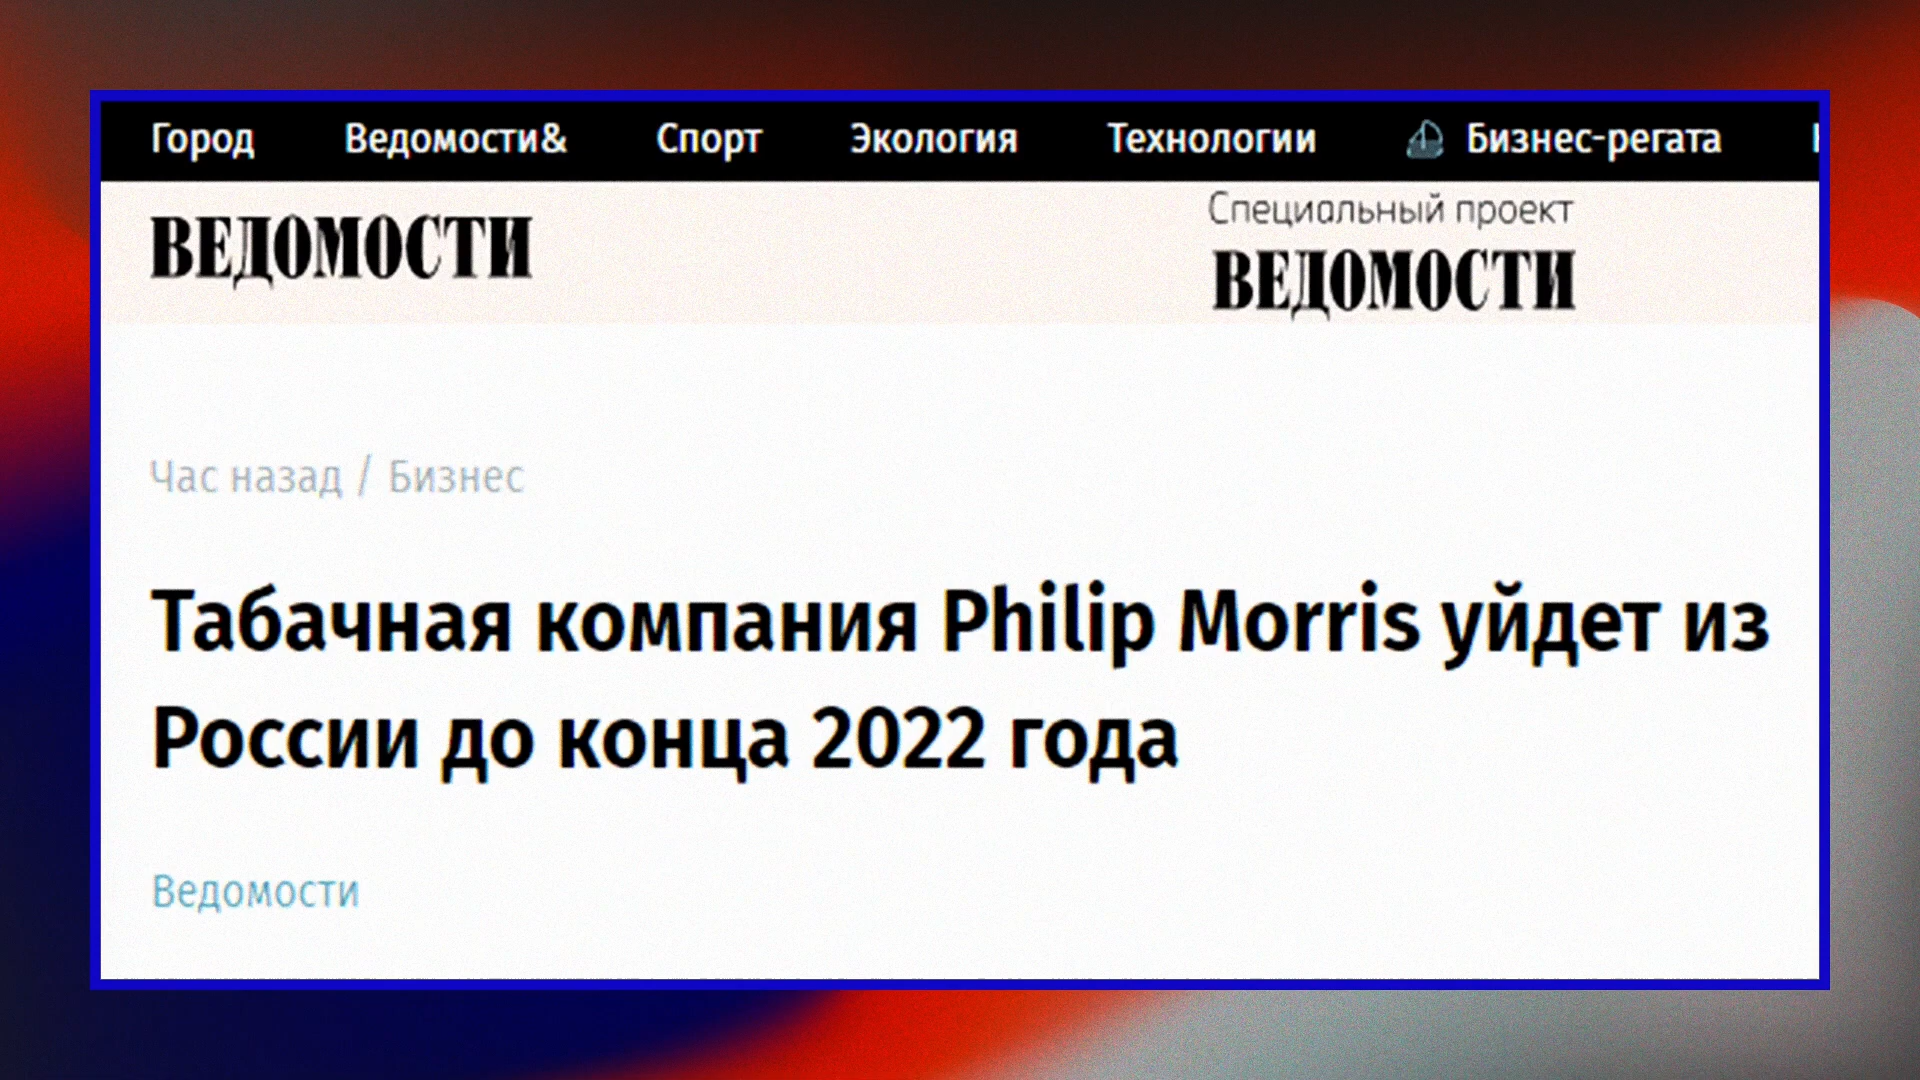 Город Ведомости& Спорт Экология Технологии Бизнес-регата
ВЕДОМОСТИ
Специальный проект
ВЕДОМОСТИ
Час назад / Бизнес
Табачная компания Philip Morris уйдет из
России до конца 2022 года
Ведомости